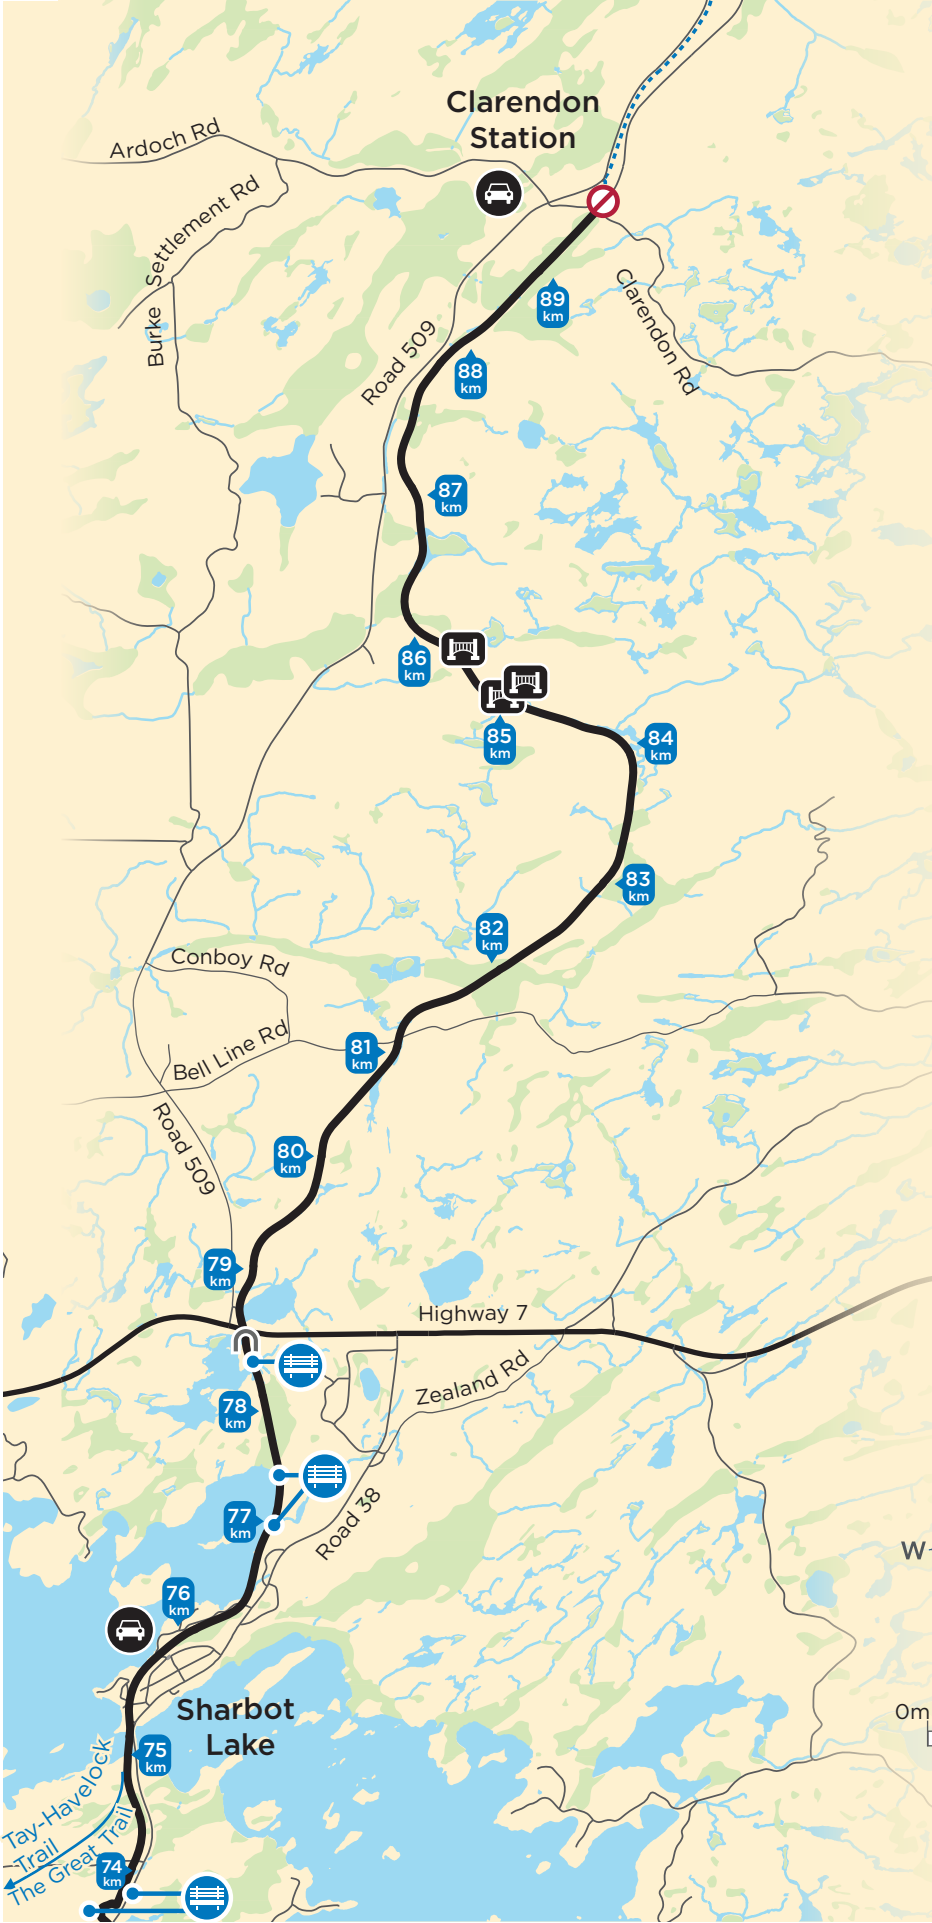 Clarendon
Station
Ardoch Rd
Burke Settlement Rd
Clarendon Rd
89
km
Road 509
88
km
87
km
86
km
85
km
84
km
83
km
82
km
Conboy Rd
Bell Line Rd
81
km
Road 509
80
km
79
km
Highway 7
Zealand Rd
78
km
77
km
Road 38
W
76
km
Sharbot
Lake
0m
75
km
Tay-Havelock
Trail
The Great Trail
74
km